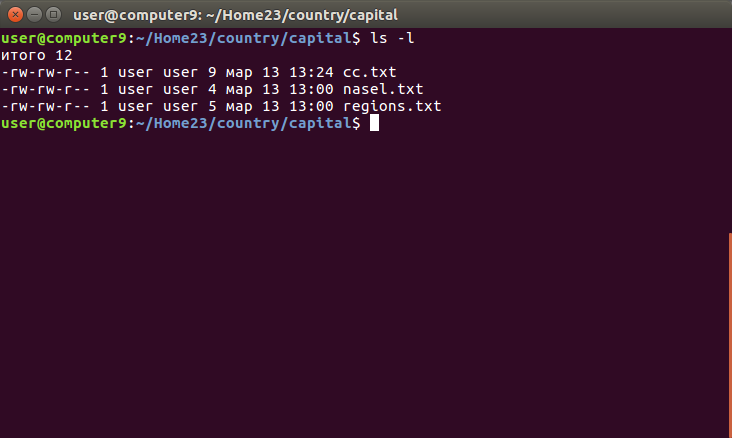 user@computer9: ~/Home23/country/capital
user@computer9:~/Home23/country/capital$ ls -l
итого 12
-rw-rw-r-- 1 user user 9 мар 13 13:24 cc.txt
-rw-rw-r-- 1 user user 4 мар 13 13:00 nasel.txt
-rw-rw-r-- 1 user user 5 мар 13 13:00 regions.txt
user@computer9:~/Home23/country/capital$